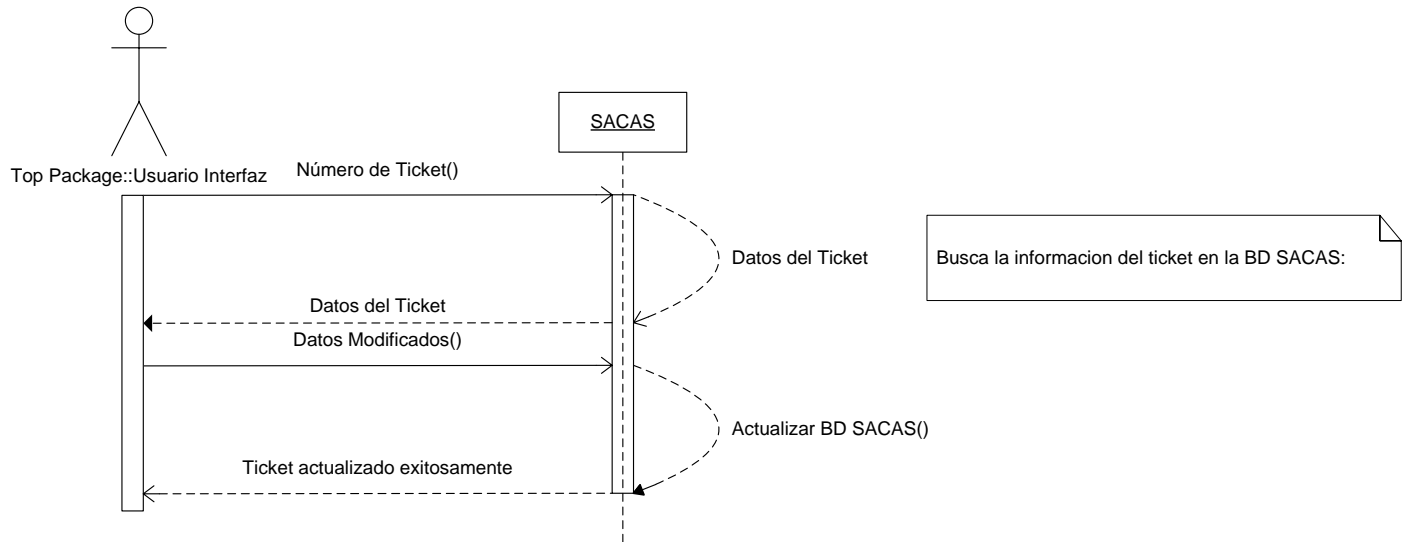 SACAS
Top Package::Usuario Interfaz
Número de Ticket()
Datos del Ticket
Busca la informacion del ticket en la BD SACAS:
Datos del Ticket
Datos Modificados()
Actualizar BD SACAS()
Ticket actualizado exitosamente